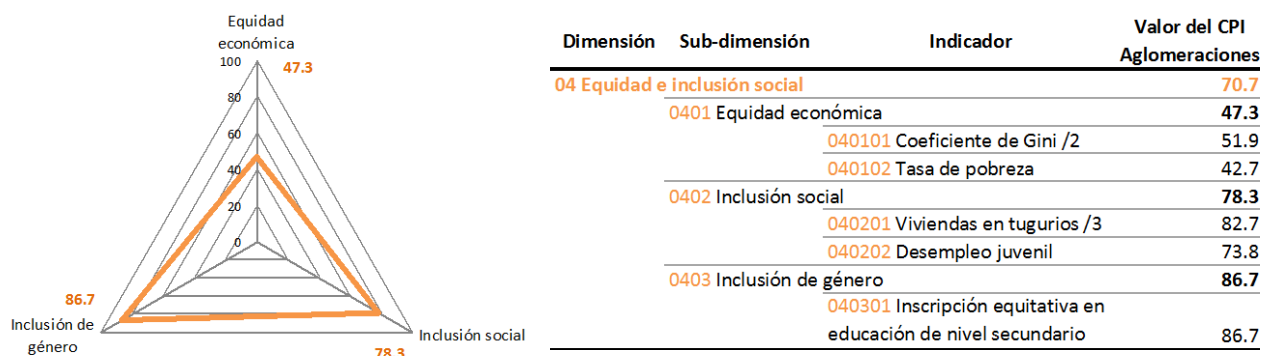 Equidad
económica
100
47.3
80
60
40
20
0
86.7
Inclusión de
género
Inclusión social
78.3
Dimensión Sub-dimensión Indicador Valor del CPI
Aglomeraciones
04 Equidad e inclusión social 70.7
0401 Equidad económica 47.3
040101 Coeficiente de Gini /2 51.9
040102 Tasa de pobreza 42.7
0402 Inclusión social 78.3
040201 Viviendas en tugurios /3 82.7
040202 Desempleo juvenil 73.8
0403 Inclusión de género 86.7
040301 Inscripción equitativa en
educación de nivel secundario 86.7